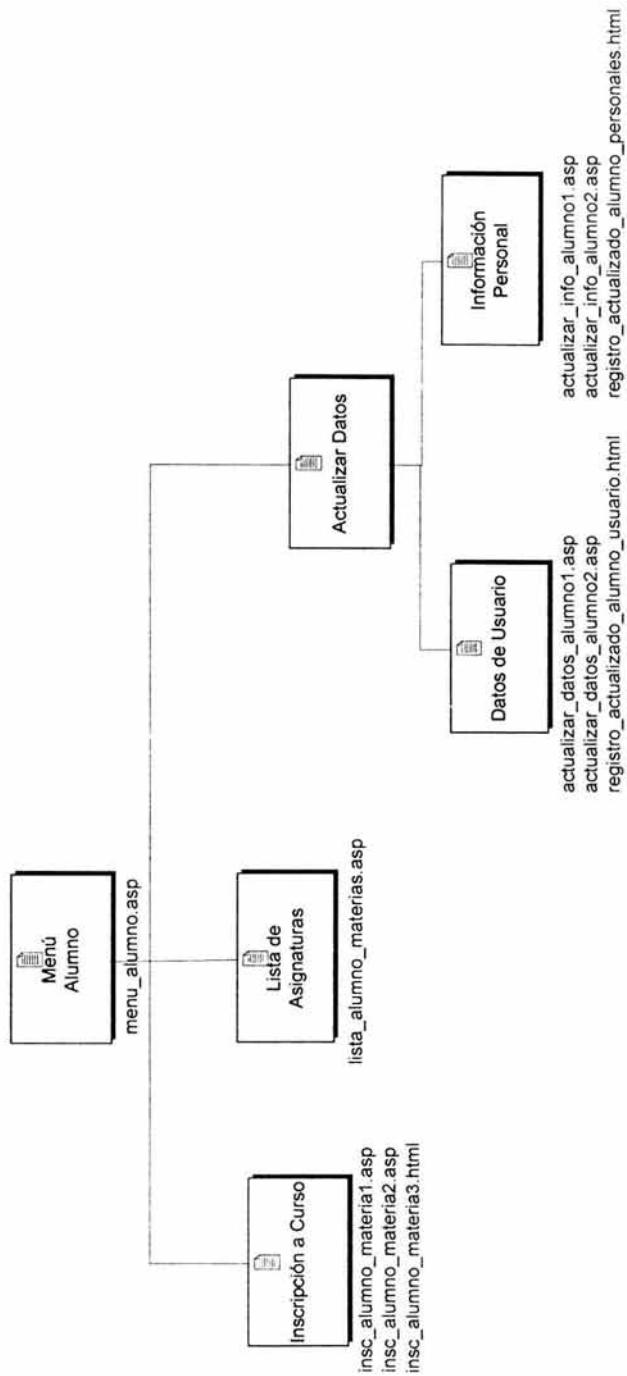 Menú
Alumno
menu_alumno.asp
Inscripción a Curso
insc_alumno_materia1.asp
insc_alumno_materia2.asp
insc_alumno_materia3.html
Lista de
Asignaturas
lista_alumno_materias.asp
Actualizar Datos
Datos de Usuario
actualizar_datos_alumno1.asp
actualizar_datos_alumno2.asp
registro_actualizado_alumno_usuario.html
Información
Personal
actualizar_info_alumno1.asp
actualizar_info_alumno2.asp
registro_actualizado_alumno_personales.html